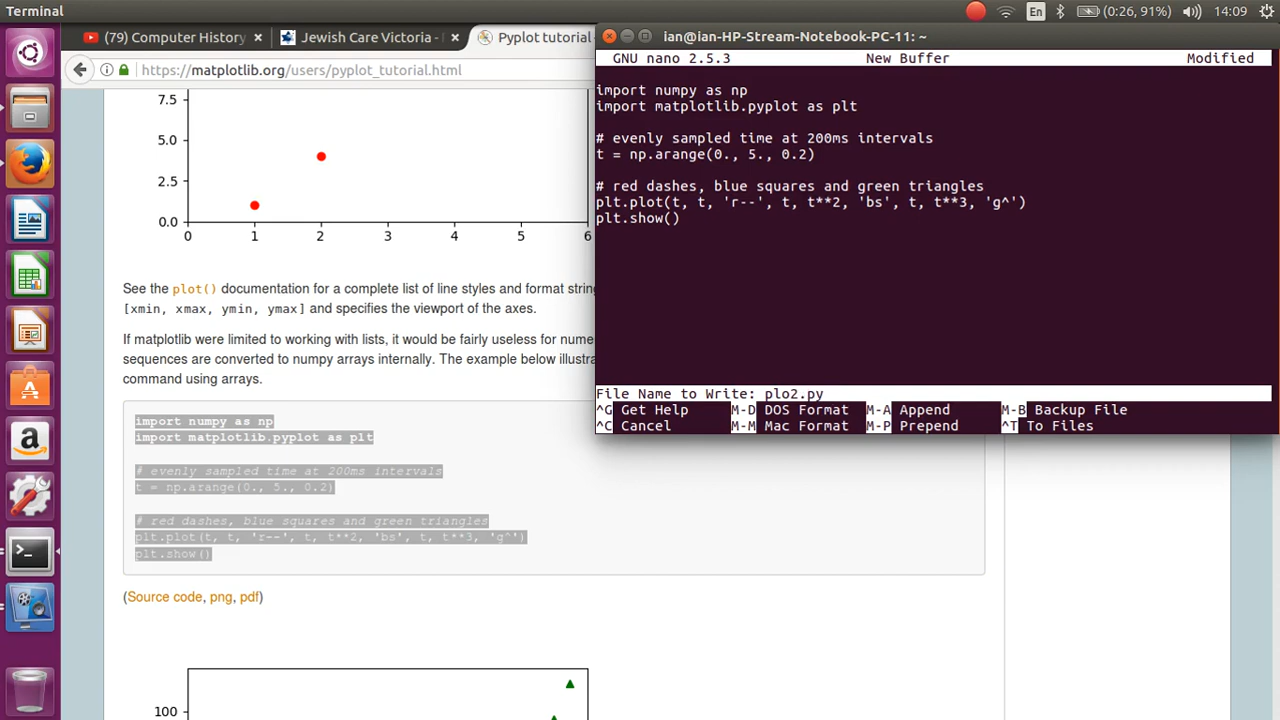 Terminal
En
(0:26, 91%)
14:09
(79) Computer History
Jewish Care Victoria -
Pyplot tutorial
https://matplotlib.org/users/pyplot_tutorial.html
7.5
5.0
2.5
0.0
0 1 2 3 4 5 6
See the plot() documentation for a complete list of line styles and format strin
[xmin, xmax, ymin, ymax] and specifies the viewport of the axes.
If matplotlib were limited to working with lists, it would be fairly useless for nume
sequences are converted to numpy arrays internally. The example below illustra
command using arrays.
import numpy as np
import matplotlib.pyplot as plt
# evenly sampled time at 200ms intervals
t = np.arange(0., 5., 0.2)
# red dashes, blue squares and green triangles
plt.plot(t, t, 'r--', t, t**2, 'bs', t, t**3, 'g^')
plt.show()
(Source code, png, pdf)
100
ian@ian-HP-Stream-Notebook-PC-11: ~
GNU nano 2.5.3 New Buffer Modified
import numpy as np
import matplotlib.pyplot as plt
# evenly sampled time at 200ms intervals
t = np.arange(0., 5., 0.2)
# red dashes, blue squares and green triangles
plt.plot(t, t, 'r--', t, t**2, 'bs', t, t**3, 'g^')
plt.show()
File Name to Write: plo2.py
^G Get Help M-D DOS Format M-A Append M-B Backup File
^C Cancel M-M Mac Format M-P Prepend ^T To Files